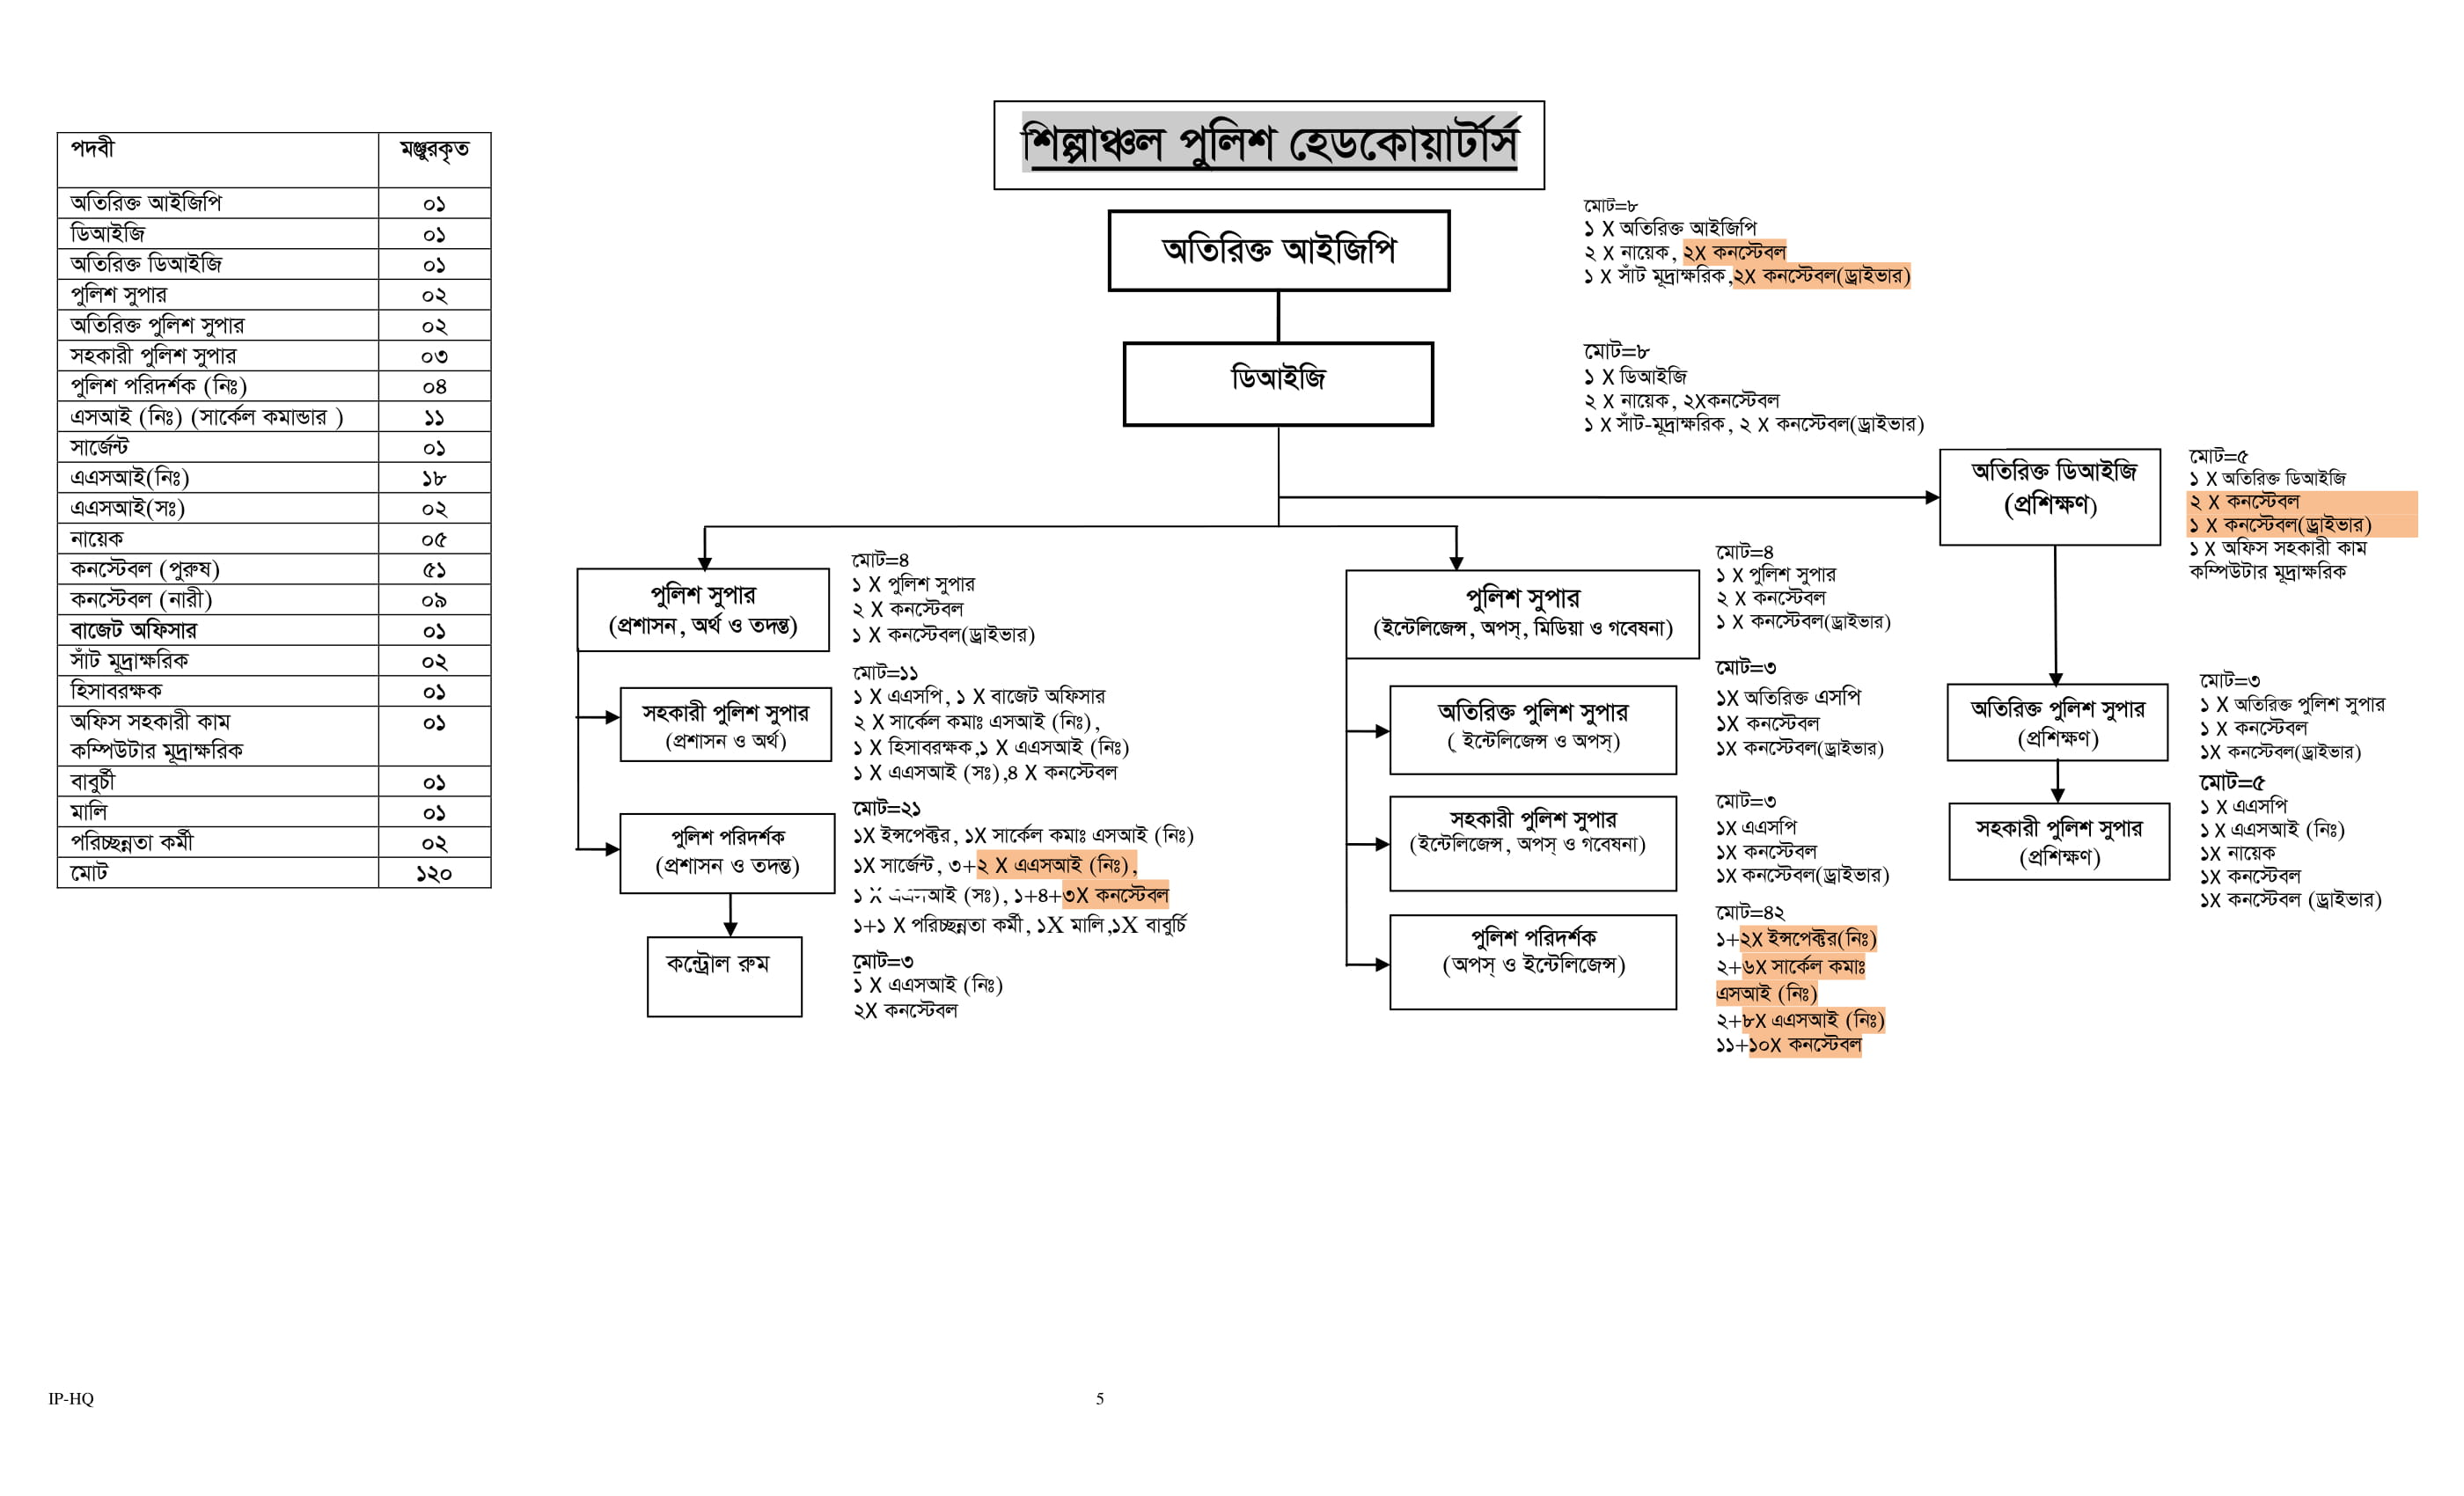 শিল্পাঞ্চল পুলিশ হেডকোয়ার্টার্স
পদবী মঞ্জুরকৃত
অতিরিক্ত আইজিপি ০১
ডিআইজি ০১
অতিরিক্ত ডিআইজি ০১
পুলিশ সুপার ০২
অতিরিক্ত পুলিশ সুপার ০২
সহকারী পুলিশ সুপার ০৩
পুলিশ পরিদর্শক (নিঃ) ০৪
এসআই (নিঃ) (সার্কেল কমান্ডার ) ১১
সার্জেন্ট ০১
এএসআই(নিঃ) ১৮
এএসআই(সঃ) ০২
নায়েক ০৫
কনস্টেবল (পুরুষ) ৫১
কনস্টেবল (নারী) ০৯
বাজেট অফিসার ০১
সাঁট মূদ্রাক্ষরিক ০২
হিসাবরক্ষক ০১
অফিস সহকারী কাম ০১
কম্পিউটার মূদ্রাক্ষরিক
বাবুর্চী ০১
মালি ০১
পরিচ্ছন্নতা কর্মী ০২
মোট ১২০
অতিরিক্ত আইজিপি
মোট=৮
১ X অতিরিক্ত আইজিপি
২ X নায়েক, ২X কনস্টেবল
১ X সাঁট মূদ্রাক্ষরিক,২X কনস্টেবল(ড্রাইভার)
ডিআইজি
মোট=৮
১ X ডিআইজি
২ X নায়েক, ২Xকনস্টেবল
১ X সাঁট-মূদ্রাক্ষরিক, ২ X কনস্টেবল(ড্রাইভার)
অতিরিক্ত ডিআইজি
(প্রশিক্ষণ)
মোট=৫
১ X অতিরিক্ত ডিআইজি
২ X কনস্টেবল
১ X কনস্টেবল(ড্রাইভার)
১ X অফিস সহকারী কাম
কম্পিউটার মূদ্রাক্ষরিক
পুলিশ সুপার
(প্রশাসন, অর্থ ও তদন্ত)
মোট=৪
১ X পুলিশ সুপার
২ X কনস্টেবল
১ X কনস্টেবল(ড্রাইভার)
সহকারী পুলিশ সুপার
(প্রশাসন ও অর্থ)
মোট=১১
১ X এএসপি, ১ X বাজেট অফিসার
২ X সার্কেল কমাঃ এসআই (নিঃ),
১ X হিসাবরক্ষক,১ X এএসআই (নিঃ)
১ X এএসআই (সঃ),৪ X কনস্টেবল
পুলিশ পরিদর্শক
(প্রশাসন ও তদন্ত)
মোট=২১
১X ইন্সপেক্টর, ১X সার্কেল কমাঃ এসআই (নিঃ)
১X সার্জেন্ট, ৩+২ X এএসআই (নিঃ),
১ X এএসআই (সঃ), ১+৪+৩X কনস্টেবল
১+১ X পরিচ্ছন্নতা কর্মী, ১X মালি,১X বাবুর্চি
কন্ট্রোল রুম
মোট=৩
১ X এএসআই (নিঃ)
২X কনস্টেবল
পুলিশ সুপার
(ইন্টেলিজেন্স, অপস্, মিডিয়া ও গবেষনা)
মোট=৪
১ X পুলিশ সুপার
২ X কনস্টেবল
১ X কনস্টেবল(ড্রাইভার)
অতিরিক্ত পুলিশ সুপার
( ইন্টেলিজেন্স ও অপস্)
মোট=৩
১X অতিরিক্ত এসপি
১X কনস্টেবল
১X কনস্টেবল(ড্রাইভার)
সহকারী পুলিশ সুপার
(ইন্টেলিজেন্স, অপস্ ও গবেষনা)
মোট=৩
১X এএসপি
১X কনস্টেবল
১X কনস্টেবল(ড্রাইভার)
পুলিশ পরিদর্শক
(অপস্ ও ইন্টেলিজেন্স)
মোট=৪২
১+২X ইন্সপেক্টর(নিঃ)
২+৬X সার্কেল কমাঃ
এসআই (নিঃ)
২+৮X এএসআই (নিঃ)
১১+১০X কনস্টেবল
অতিরিক্ত পুলিশ সুপার
(প্রশিক্ষণ)
মোট=৩
১ X অতিরিক্ত পুলিশ সুপার
১ X কনস্টেবল
১X কনস্টেবল(ড্রাইভার)
সহকারী পুলিশ সুপার
(প্রশিক্ষণ)
মোট=৫
১ X এএসপি
১ X এএসআই (নিঃ)
১X নায়েক
১X কনস্টেবল
১X কনস্টেবল (ড্রাইভার)
IP-HQ 5